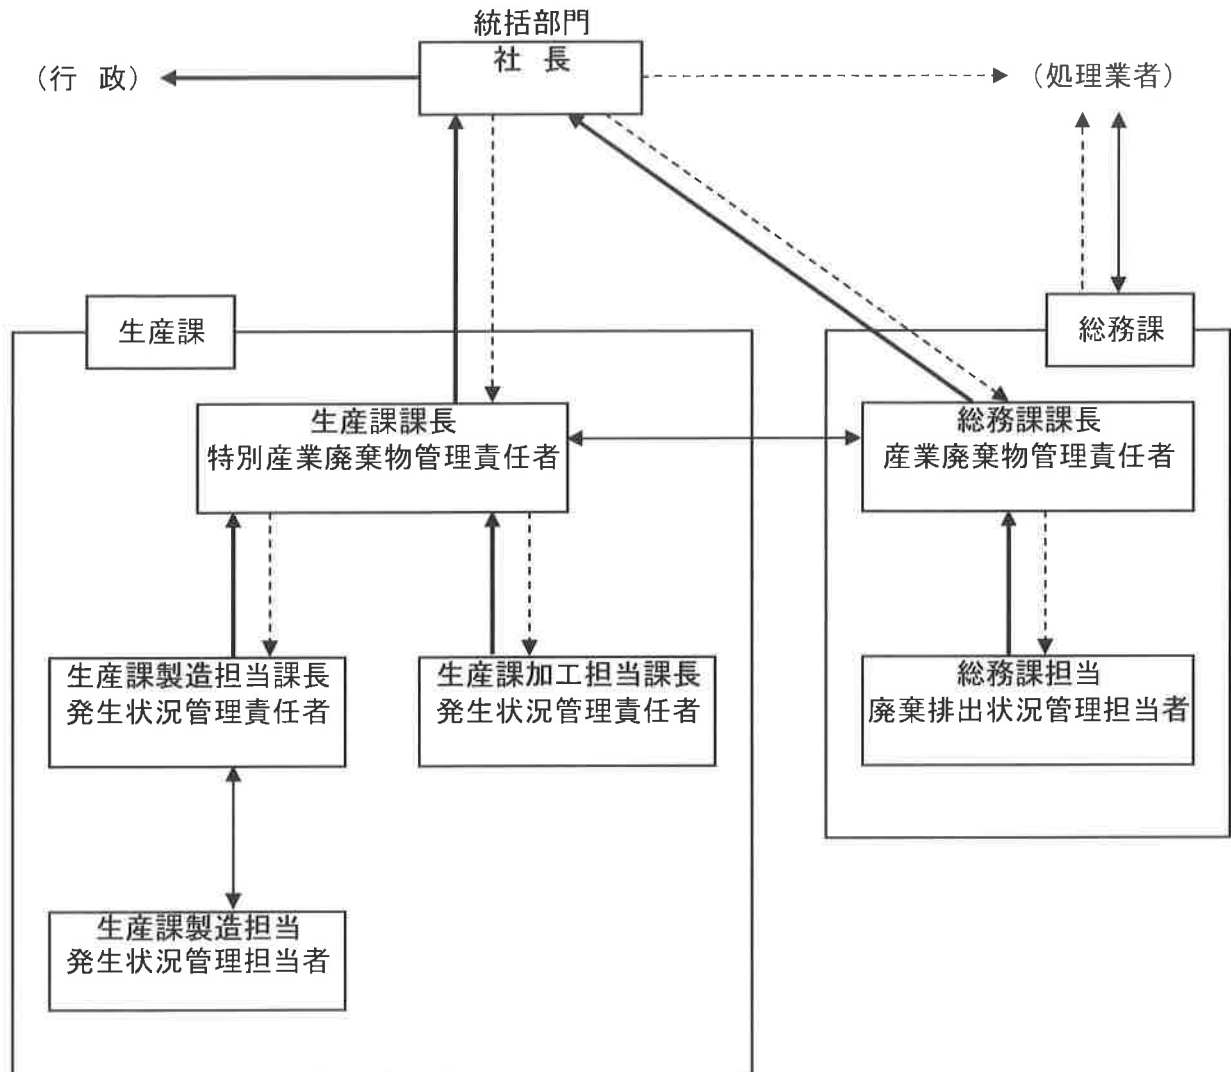 統括部門
社 長
（行 政）
（処理業者）
生産課
総務課
生産課課長
特別産業廃棄物管理責任者
総務課課長
産業廃棄物管理責任者
生産課製造担当課長
発生状況管理責任者
生産課加工担当課長
発生状況管理責任者
総務課担当
廃棄排出状況管理担当者
生産課製造担当
発生状況管理担当者